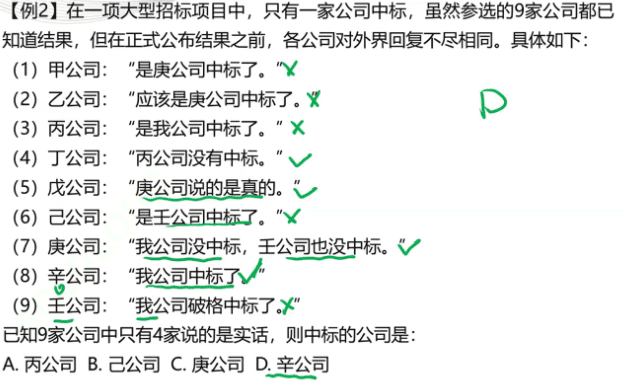 【例2】在一项大型招标项目中，只有一家公司中标，虽然参选的9家公司都已
知道结果，但在正式公布结果之前，各公司对外界回复不尽相同。具体如下：
（1）甲公司：“是庚公司中标了。”×
（2）乙公司：“应该是庚公司中标了。”×
D
（3）丙公司：“是我公司中标了。”×
（4）丁公司：“丙公司没有中标。”✓
（5）戊公司：“庚公司说的是真的。”✓
（6）己公司：“是壬公司中标了。”×
（7）庚公司：“我公司没中标，壬公司也没中标。”✓
（8）辛公司：“我公司中标了。”✓
（9）壬公司：“我公司破格中标了。”×
已知9家公司中只有4家说的是实话，则中标的公司是：
A. 丙公司 B. 己公司 C. 庚公司 D. 辛公司